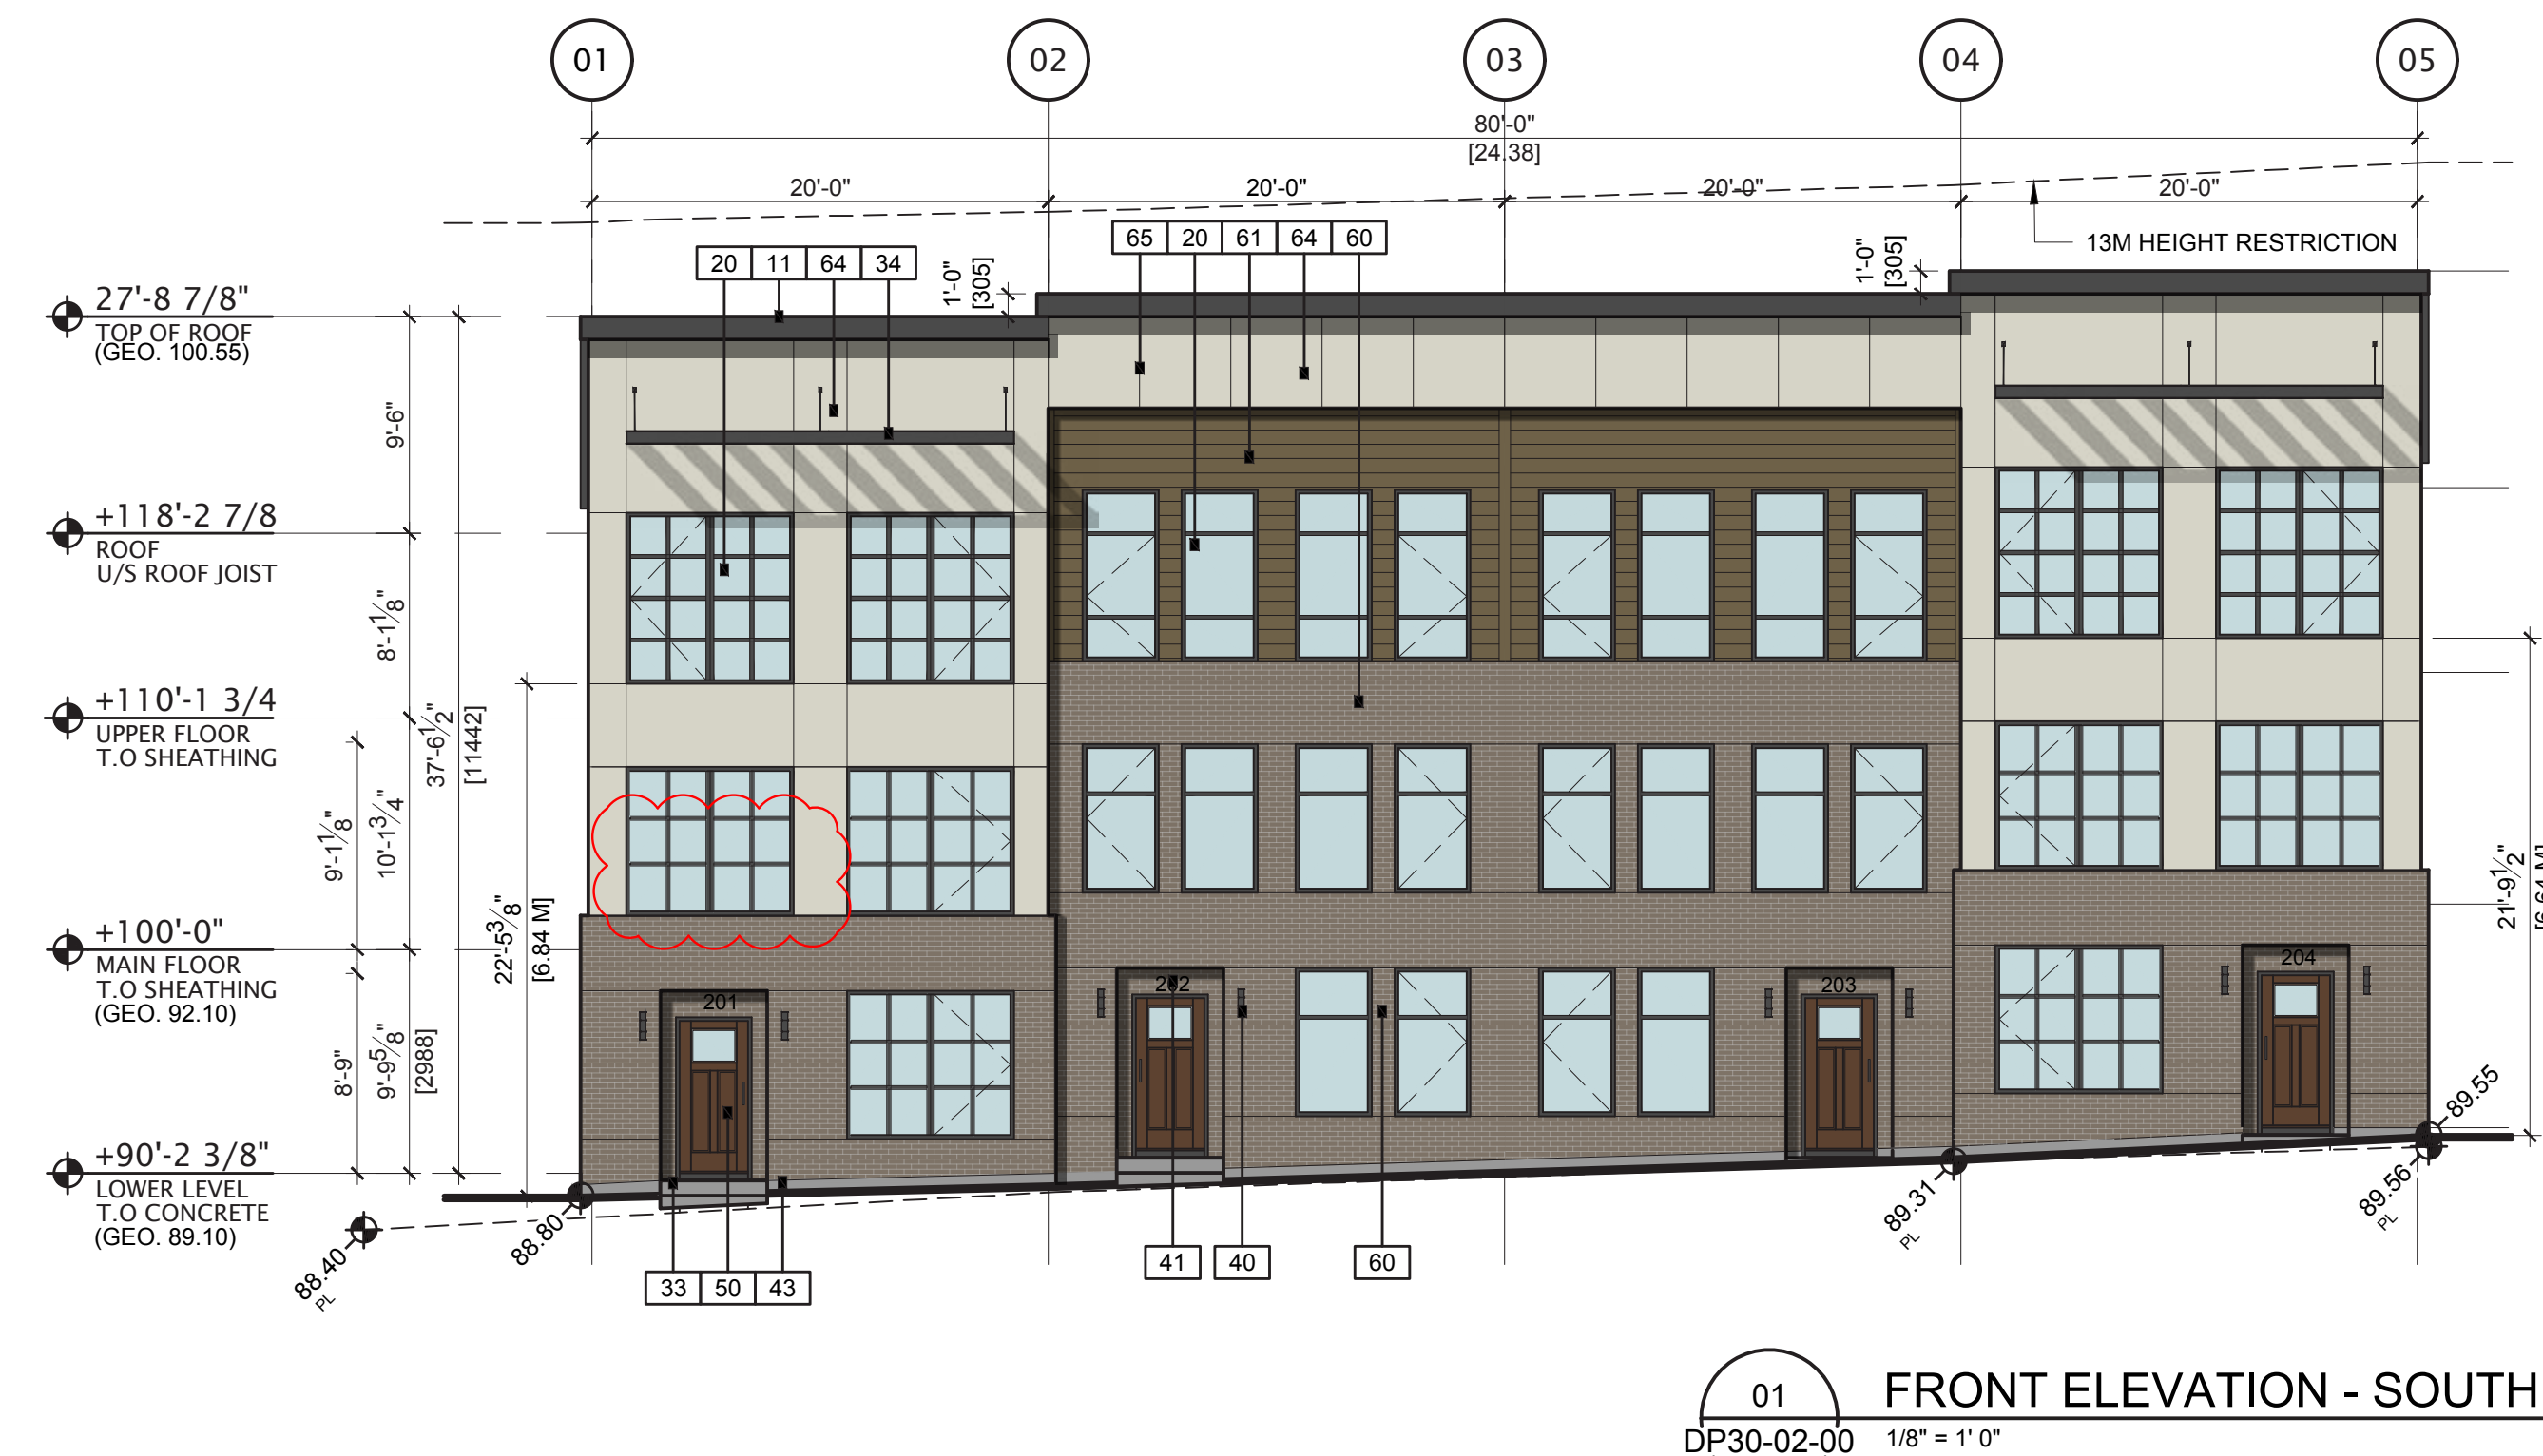 01
02
03
04
05
80'-0"
[24.38]
20'-0"
20'-0"
20'-0"
20'-0"
13M HEIGHT RESTRICTION
65 20 61 64 60
20 11 64 34
1'-0"
[305]
1'-0"
[305]
27'-8 7/8"
TOP OF ROOF
(GEO. 100.55)
9'-6"
+118'-2 7/8
ROOF
U/S ROOF JOIST
8'-1 1/8"
+110'-1 3/4
UPPER FLOOR
T.O SHEATHING
37'-6 1/2"
[11442]
9'-1 1/8"
10'-1 3/4"
22'-5 3/8"
[6.84 M]
21'-9 1/2"
[6.64 M]
+100'-0"
MAIN FLOOR
T.O SHEATHING
(GEO. 92.10)
8'-9"
9'-9 5/8"
[2988]
201
202
203
204
+90'-2 3/8"
LOWER LEVEL
T.O CONCRETE
(GEO. 89.10)
88.40
PL
88.80
89.31
PL
89.55
89.56
PL
33 50 43
41
40
60
01
FRONT ELEVATION - SOUTH
DP30-02-00
1/8" = 1' 0"